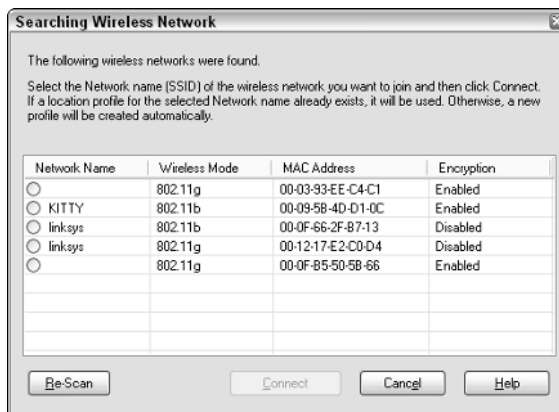 Searching Wireless Network
The following wireless networks were found.
Select the Network name (SSID) of the wireless network you want to join and then click Connect.
If a location profile for the selected Network name already exists, it will be used. Otherwise, a new
profile will be created automatically.
Network Name Wireless Mode MAC Address Encryption
802.11g 00-03-93-EE-C4-C1 Enabled
KITTY 802.11b 00-09-5B-4D-D1-0C Enabled
linksys 802.11b 00-0F-66-2F-B7-13 Disabled
linksys 802.11g 00-12-17-E2-C0-D4 Disabled
802.11g 00-0F-B5-50-5B-66 Enabled
Re-Scan Connect Cancel Help